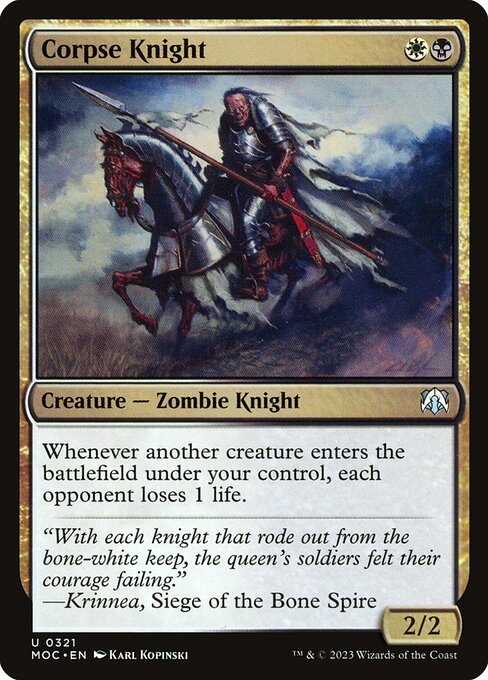 Corpse Knight
Creature — Zombie Knight
Whenever another creature enters the
battlefield under your control, each
opponent loses 1 life.
“With each knight that rode out from the
bone-white keep, the queen’s soldiers felt their
courage failing.”
—Krinnea, Siege of the Bone Spire
2/2
U 0321
MOC • EN Karl Kopinski
™ & © 2023 Wizards of the Coast